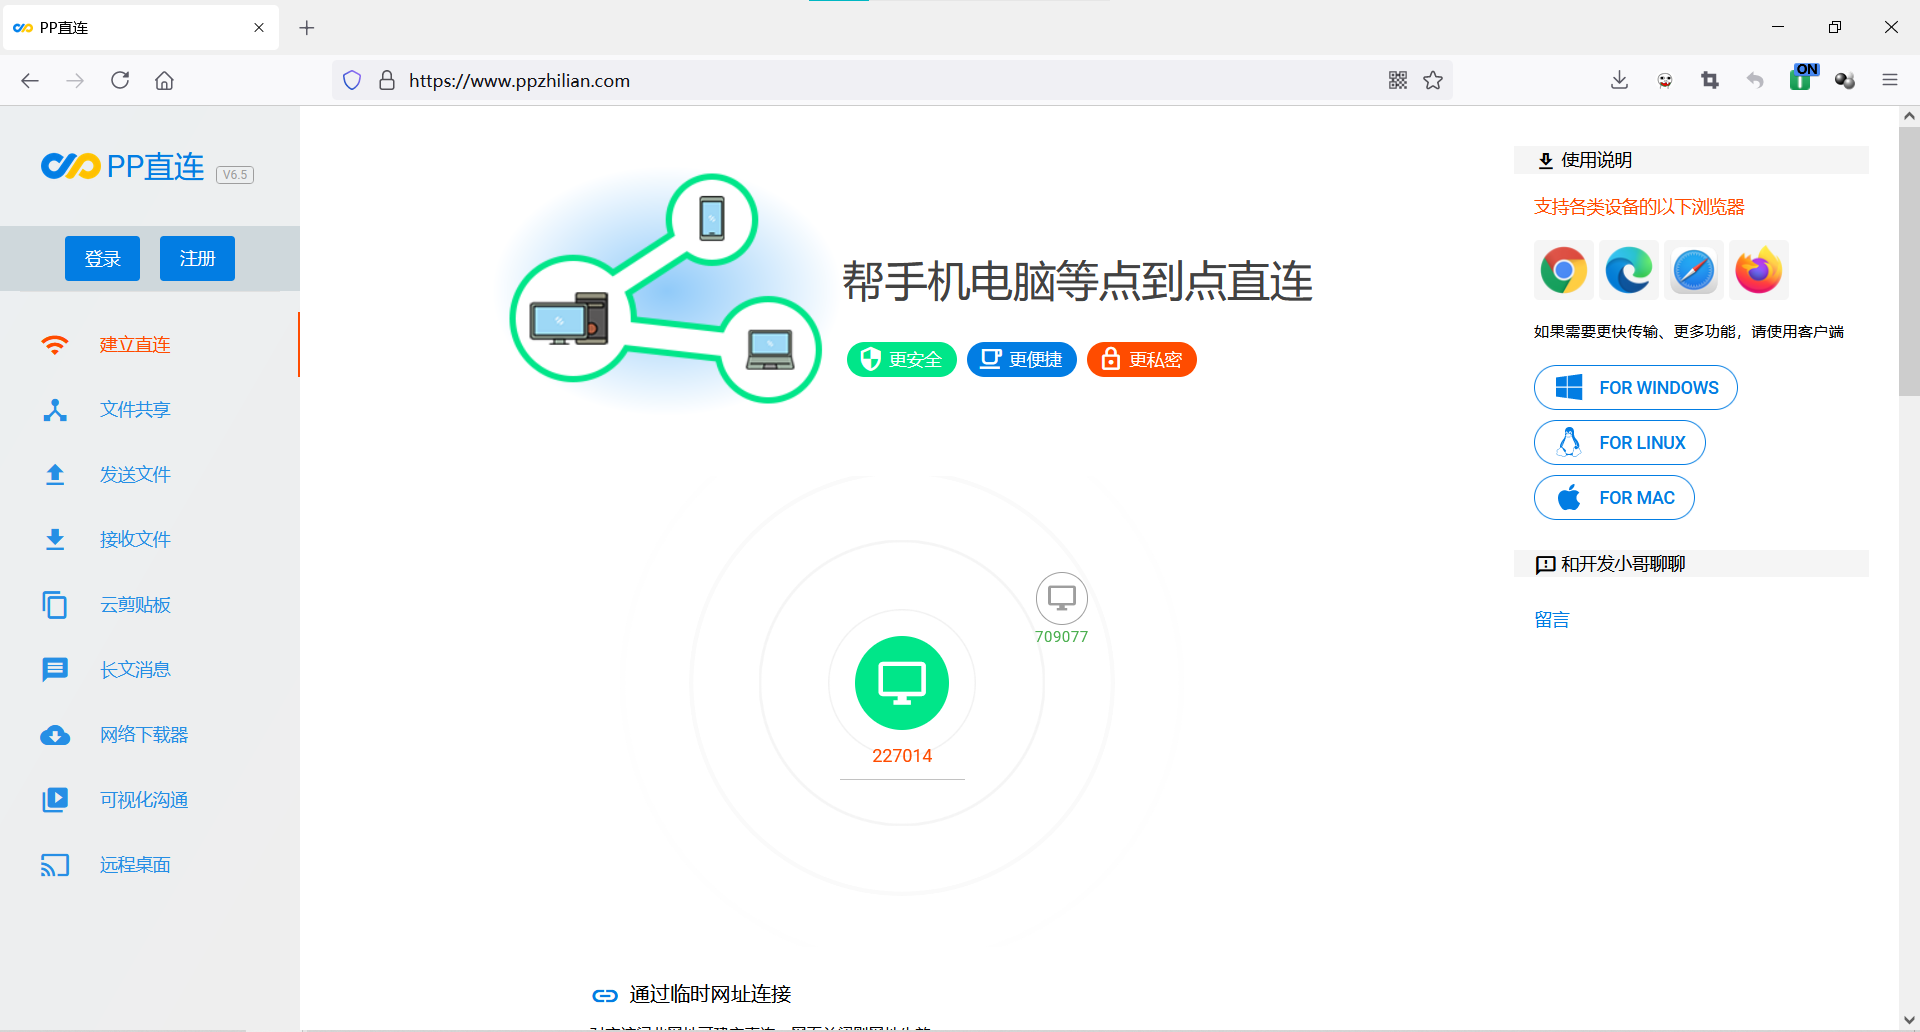 PP直连
https://www.ppzhilian.com
ON
PP直连 V6.5
登录 注册
建立直连
文件共享
发送文件
接收文件
云剪贴板
长文消息
网络下载器
可视化沟通
远程桌面
帮手机电脑等点到点直连
更安全 更便捷 更私密
709077
227014
通过临时网址连接
使用说明
支持各类设备的以下浏览器
如果需要更快传输、更多功能，请使用客户端
FOR WINDOWS
FOR LINUX
FOR MAC
和开发小哥聊聊
留言